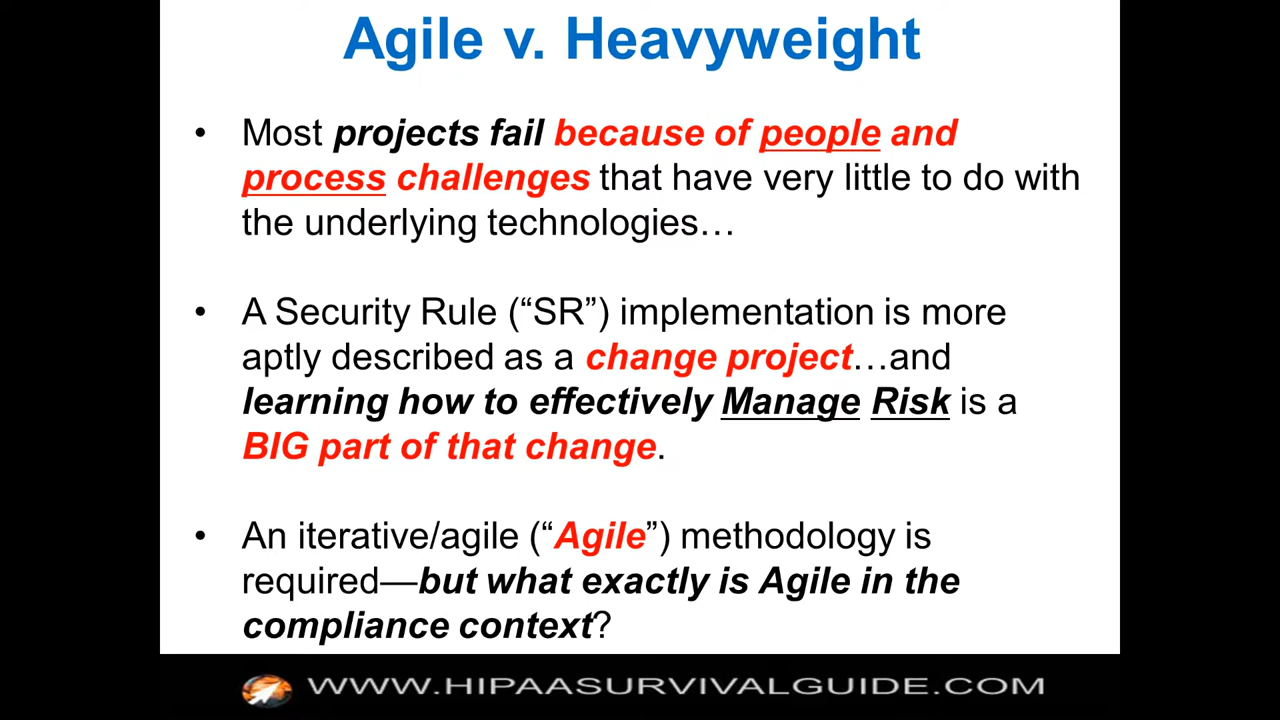 Agile v. Heavyweight
• Most projects fail because of people and
process challenges that have very little to do with
the underlying technologies…
• A Security Rule (“SR”) implementation is more
aptly described as a change project…and
learning how to effectively Manage Risk is a
BIG part of that change.
• An iterative/agile (“Agile”) methodology is
required—but what exactly is Agile in the
compliance context?
WWW.HIPAASURVIVALGUIDE.COM